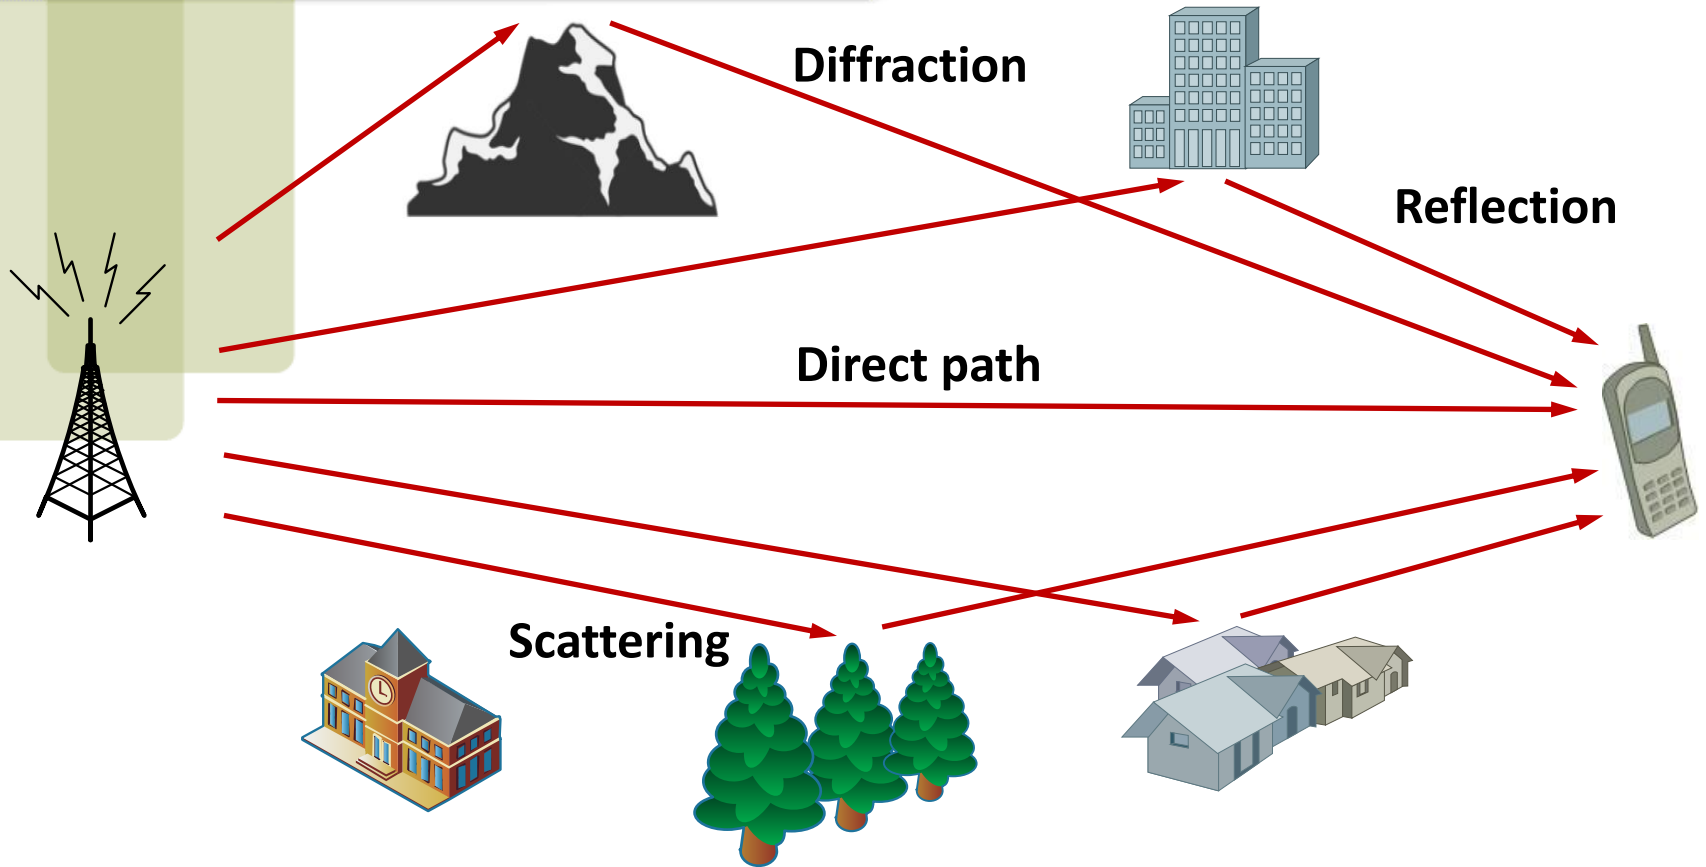 Diffraction
Reflection
Direct path
Scattering